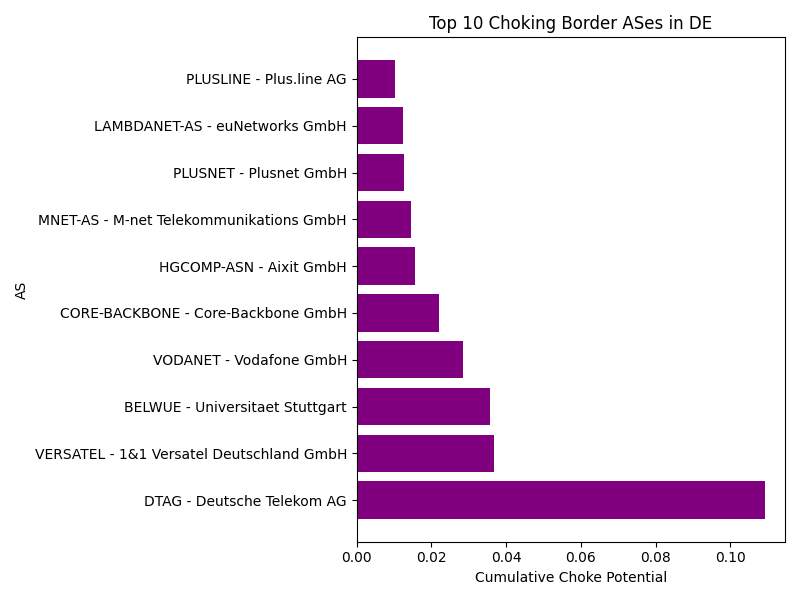 Top 10 Choking Border ASes in DE
PLUSLINE - Plus.line AG
LAMBDANET-AS - euNetworks GmbH
PLUSNET - Plusnet GmbH
MNET-AS - M-net Telekommunikations GmbH
HGCOMP-ASN - Aixit GmbH
CORE-BACKBONE - Core-Backbone GmbH
VODANET - Vodafone GmbH
BELWUE - Universitaet Stuttgart
VERSATEL - 1&1 Versatel Deutschland GmbH
DTAG - Deutsche Telekom AG
AS
0.00 0.02 0.04 0.06 0.08 0.10
Cumulative Choke Potential